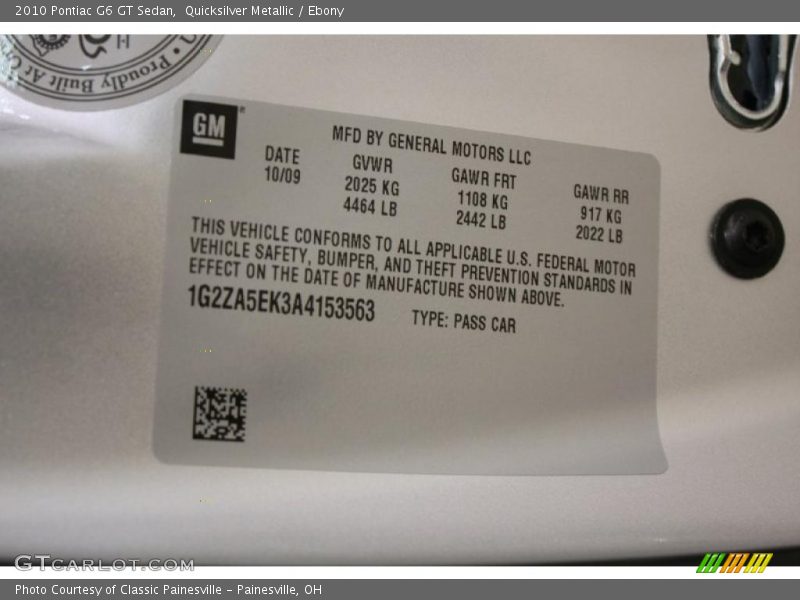 2010 Pontiac G6 GT Sedan, Quicksilver Metallic / Ebony
Proudly Built At
GM
MFD BY GENERAL MOTORS LLC
DATE GVWR GAWR FRT GAWR RR
10/09 2025 KG 1108 KG 917 KG
4464 LB 2442 LB 2022 LB
THIS VEHICLE CONFORMS TO ALL APPLICABLE U.S. FEDERAL MOTOR
VEHICLE SAFETY, BUMPER, AND THEFT PREVENTION STANDARDS IN
EFFECT ON THE DATE OF MANUFACTURE SHOWN ABOVE.
1G2ZA5EK3A4153563 TYPE: PASS CAR
GTCARLOT.COM
Photo Courtesy of Classic Painesville - Painesville, OH